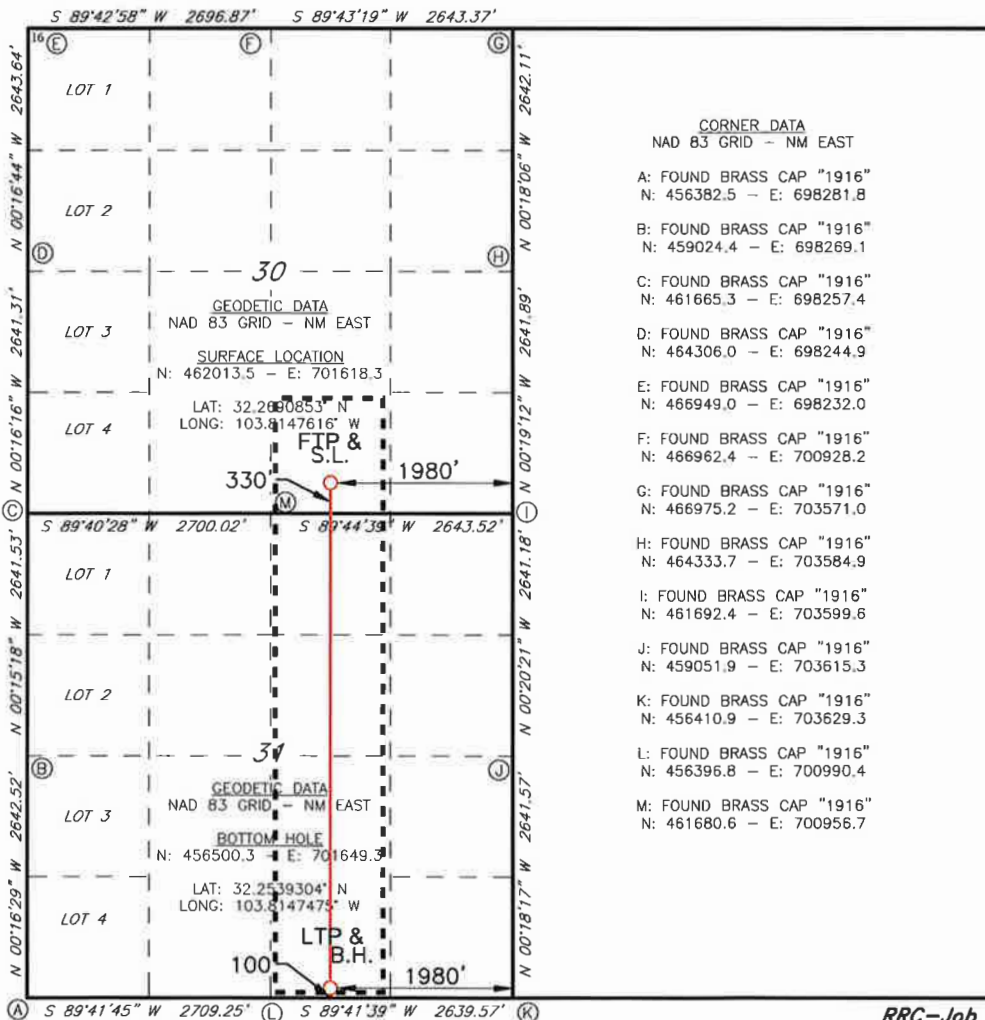 S 89°42'58" W 2696.87' S 89°43'19" W 2643.37'
16 E F G
LOT 1
N 00°16'44" W 2643.64'
N 00°18'06" W 2642.11'
LOT 2
D H
30
GEODETIC DATA
NAD 83 GRID – NM EAST
SURFACE LOCATION
N: 462013.5 – E: 701618.3
LAT: 32.2690853° N
LONG: 103.8147616° W
LOT 3
N 00°16'16" W 2641.31'
N 00°19'12" W 2641.89'
LOT 4
FTP &
S.L.
330' 1980'
C M I
S 89°40'28" W 2700.02' S 89°44'39" W 2643.52'
LOT 1
N 00°15'18" W 2641.53'
N 00°20'21" W 2641.18'
LOT 2
31
B J
GEODETIC DATA
NAD 83 GRID – NM EAST
BOTTOM HOLE
N: 456500.3 – E: 701649.3
LAT: 32.2539304° N
LONG: 103.8147475° W
LOT 3
N 00°16'29" W 2642.52'
N 00°18'17" W 2641.57'
LOT 4
LTP &
B.H.
100 1980'
A S 89°41'45" W 2709.25' L S 89°41'39" W 2639.57' K
CORNER DATA
NAD 83 GRID – NM EAST
A: FOUND BRASS CAP "1916"
N: 456382.5 – E: 698281.8
B: FOUND BRASS CAP "1916"
N: 459024.4 – E: 698269.1
C: FOUND BRASS CAP "1916"
N: 461665.3 – E: 698257.4
D: FOUND BRASS CAP "1916"
N: 464306.0 – E: 698244.9
E: FOUND BRASS CAP "1916"
N: 466949.0 – E: 698232.0
F: FOUND BRASS CAP "1916"
N: 466962.4 – E: 700928.2
G: FOUND BRASS CAP "1916"
N: 466975.2 – E: 703571.0
H: FOUND BRASS CAP "1916"
N: 464333.7 – E: 703584.9
I: FOUND BRASS CAP "1916"
N: 461692.4 – E: 703599.6
J: FOUND BRASS CAP "1916"
N: 459051.9 – E: 703615.3
K: FOUND BRASS CAP "1916"
N: 456410.9 – E: 703629.3
L: FOUND BRASS CAP "1916"
N: 456396.8 – E: 700990.4
M: FOUND BRASS CAP "1916"
N: 461680.6 – E: 700956.7
RRC-Job